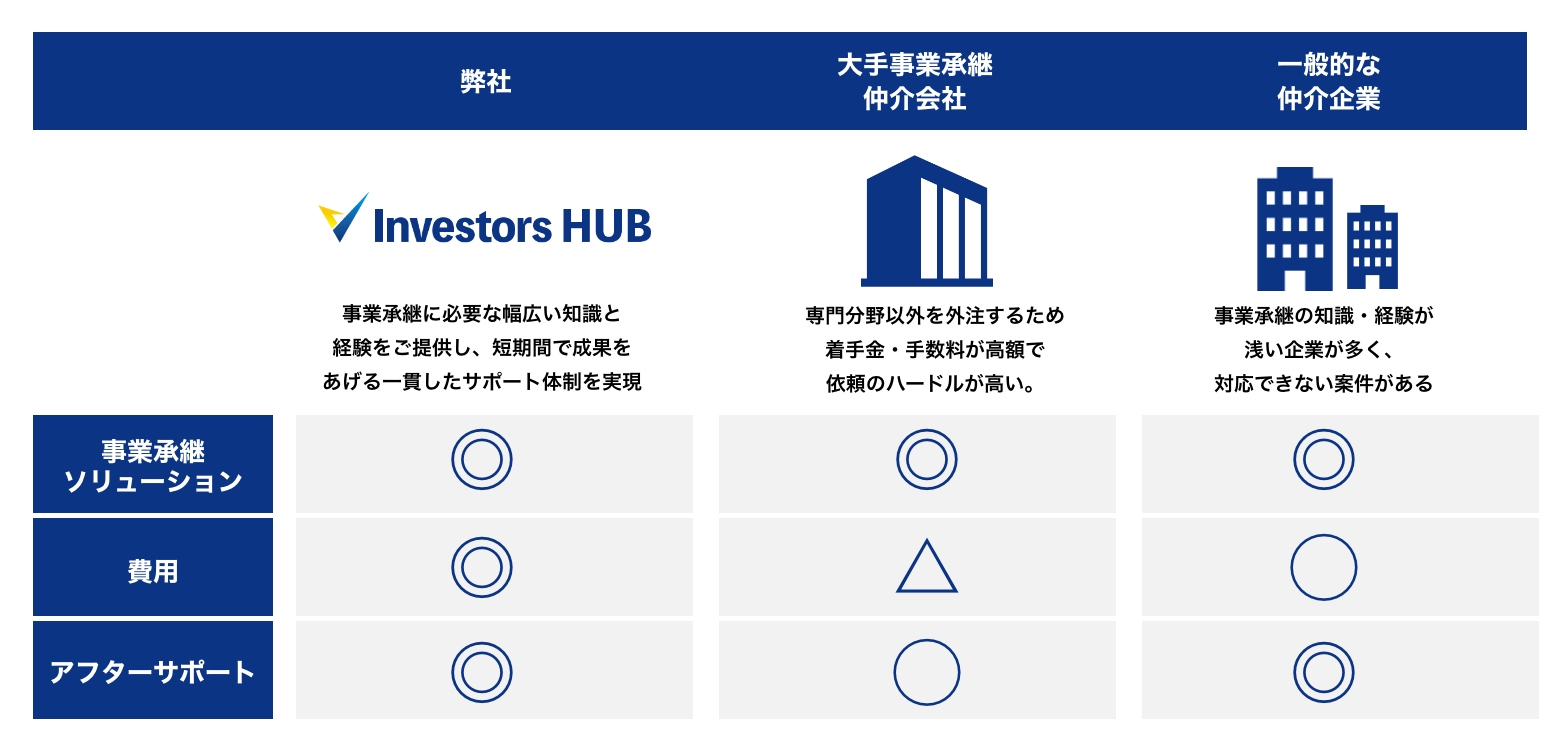 弊社
大手事業承継
仲介会社
一般的な
仲介企業
Investors HUB
事業承継に必要な幅広い知識と
経験をご提供し、短期間で成果を
あげる一貫したサポート体制を実現
専門分野以外を外注するため
着手金・手数料が高額で
依頼のハードルが高い。
事業承継の知識・経験が
浅い企業が多く、
対応できない案件がある
事業承継
ソリューション
◎
◎
◎
費用
◎
△
○
アフターサポート
◎
○
◎